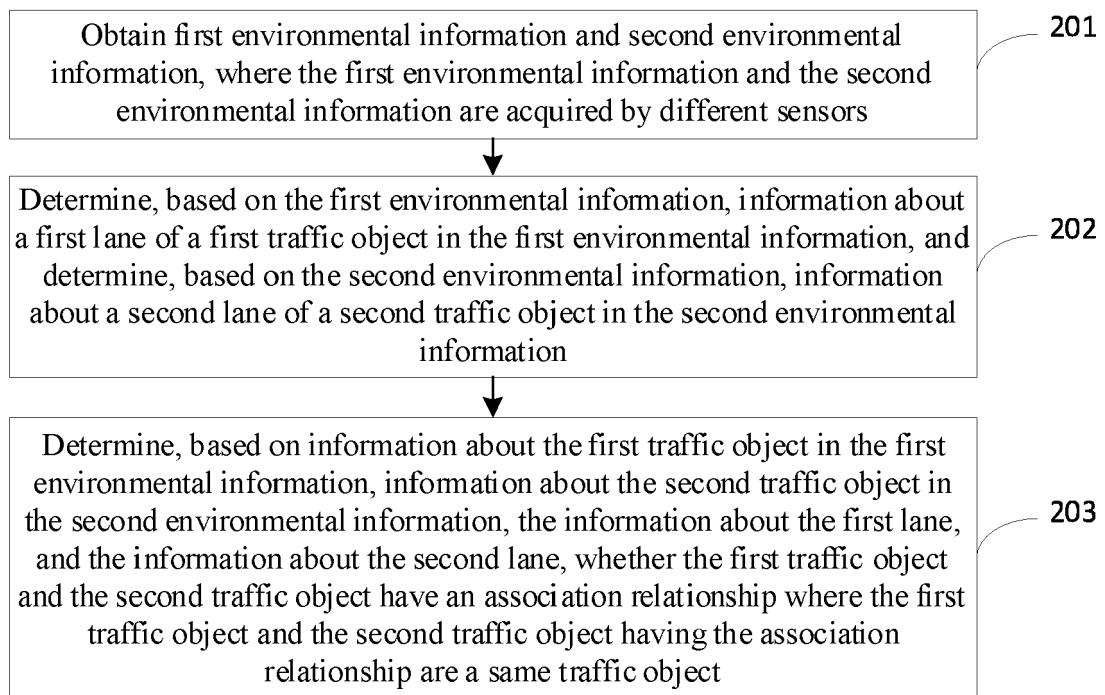 Obtain first environmental information and second environmental
information, where the first environmental information and the second
environmental information are acquired by different sensors
201
Determine, based on the first environmental information, information about
a first lane of a first traffic object in the first environmental information, and
determine, based on the second environmental information, information
about a second lane of a second traffic object in the second environmental
information
202
Determine, based on information about the first traffic object in the first
environmental information, information about the second traffic object in
the second environmental information, the information about the first lane,
and the information about the second lane, whether the first traffic object
and the second traffic object have an association relationship where the first
traffic object and the second traffic object having the association
relationship are a same traffic object
203